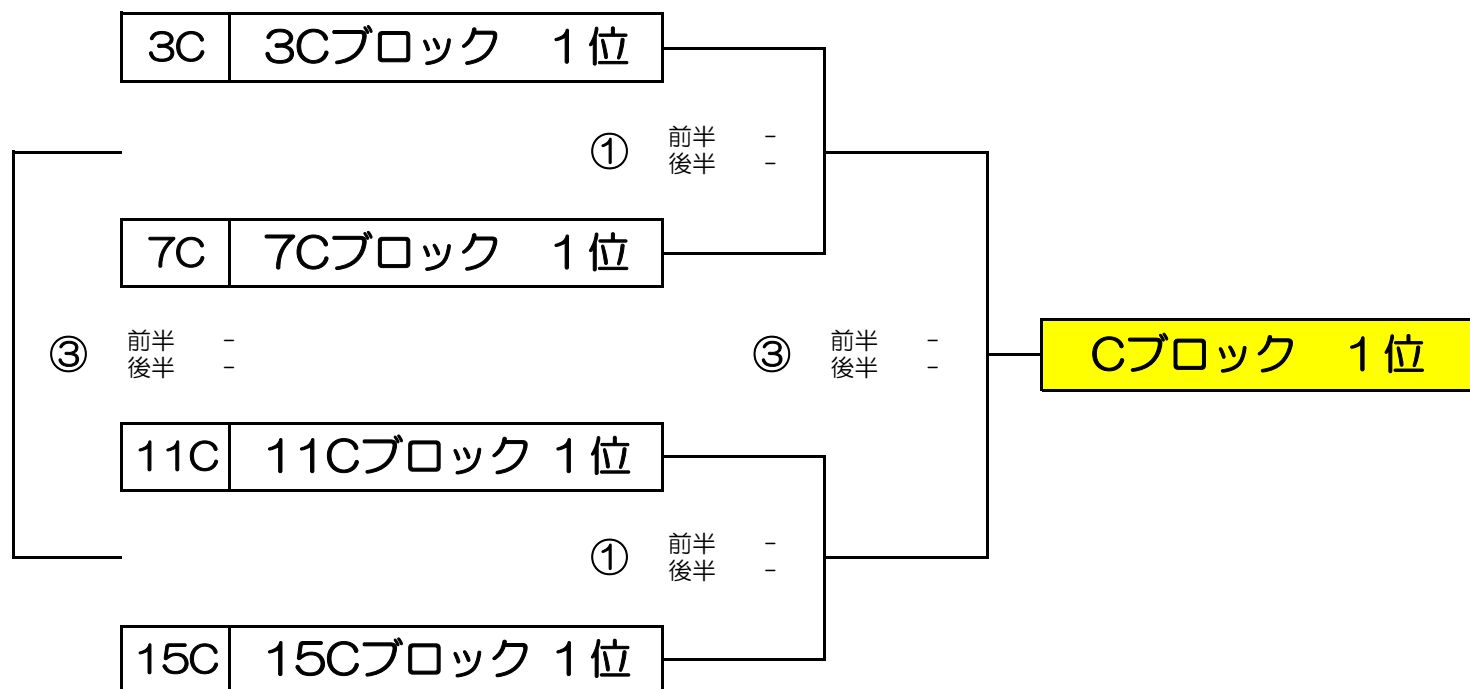 3C 3Cブロック　1位
① 前半 -
後半 -
7C 7Cブロック　1位
③ 前半 -
後半 -
③ 前半 -
後半 -
Cブロック　1位
11C 11Cブロック 1位
① 前半 -
後半 -
15C 15Cブロック 1位